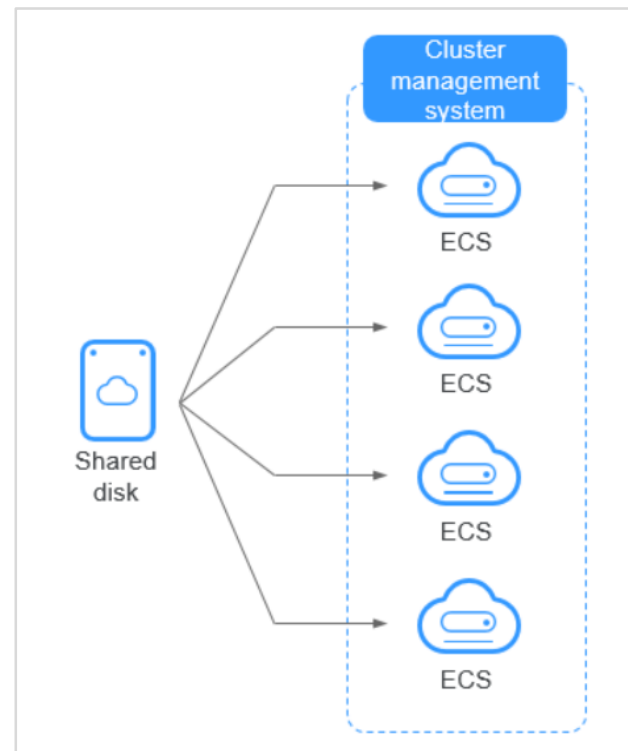 Cluster
management
system
ECS
ECS
Shared
disk
ECS
ECS